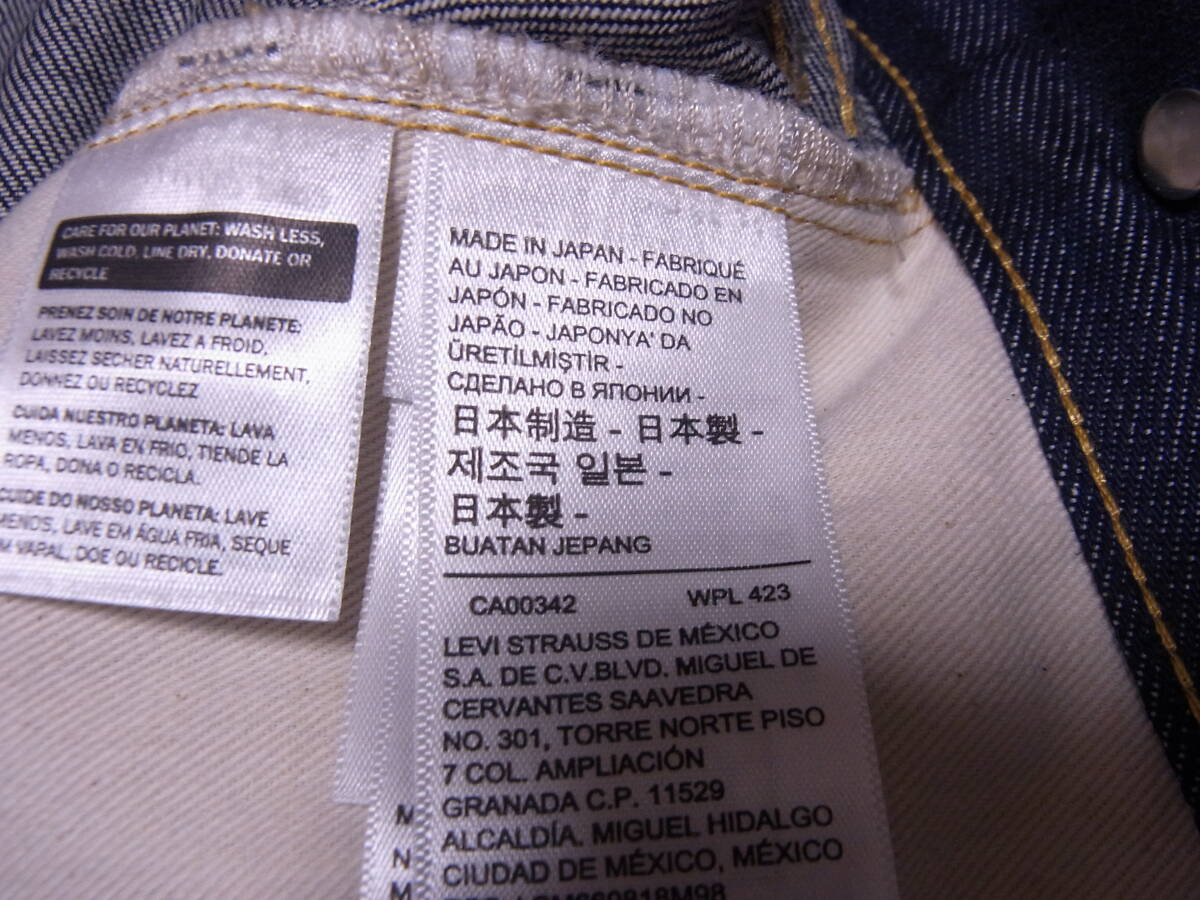 CARE FOR OUR PLANET: WASH LESS,
WASH COLD, LINE DRY, DONATE OR
RECYCLE
PRENEZ SOIN DE NOTRE PLANETE:
LAVEZ MOINS, LAVEZ A FROID,
LAISSEZ SECHER NATURELLEMENT,
DONNEZ OU RECYCLEZ
CUIDA NUESTRO PLANETA: LAVA
MENOS, LAVA EN FRIO, TIENDE LA
ROPA, DONA O RECICLA.
CUIDE DO NOSSO PLANETA: LAVE
MENOS, LAVE EM ÁGUA FRIA, SEQUE
M VARAL, DOE OU RECICLE.
MADE IN JAPAN - FABRIQUÉ
AU JAPON - FABRICADO EN
JAPÓN - FABRICADO NO
JAPÃO - JAPONYA' DA
ÜRETİLMİŞTİR -
СДЕЛАНО В ЯПОНИИ -
日本制造 - 日本製 -
제조국 일본 -
日本製 -
BUATAN JEPANG
CA00342 WPL 423
LEVI STRAUSS DE MÉXICO
S.A. DE C.V.BLVD. MIGUEL DE
CERVANTES SAAVEDRA
NO. 301, TORRE NORTE PISO
7 COL. AMPLIACIÓN
GRANADA C.P. 11529
ALCALDÍA. MIGUEL HIDALGO
CIUDAD DE MÉXICO, MÉXICO
M
N
M